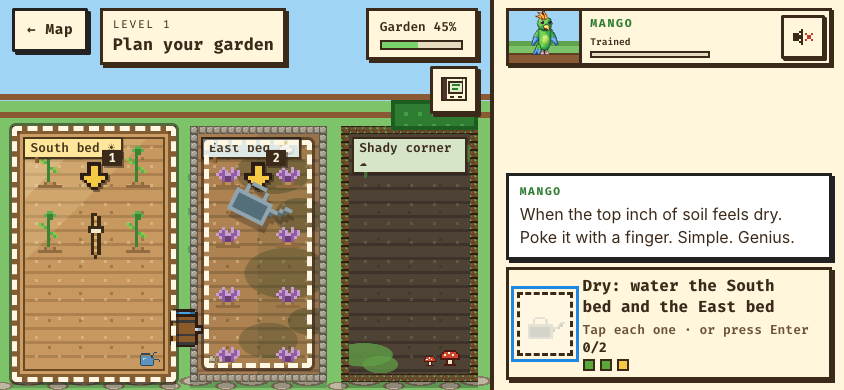 ← Map
LEVEL 1
Plan your garden
Garden 45%
South bed
1
East bed
2
Shady corner
MANGO
Trained
MANGO
When the top inch of soil feels dry.
Poke it with a finger. Simple. Genius.
Dry: water the South
bed and the East bed
Tap each one · or press Enter
0/2